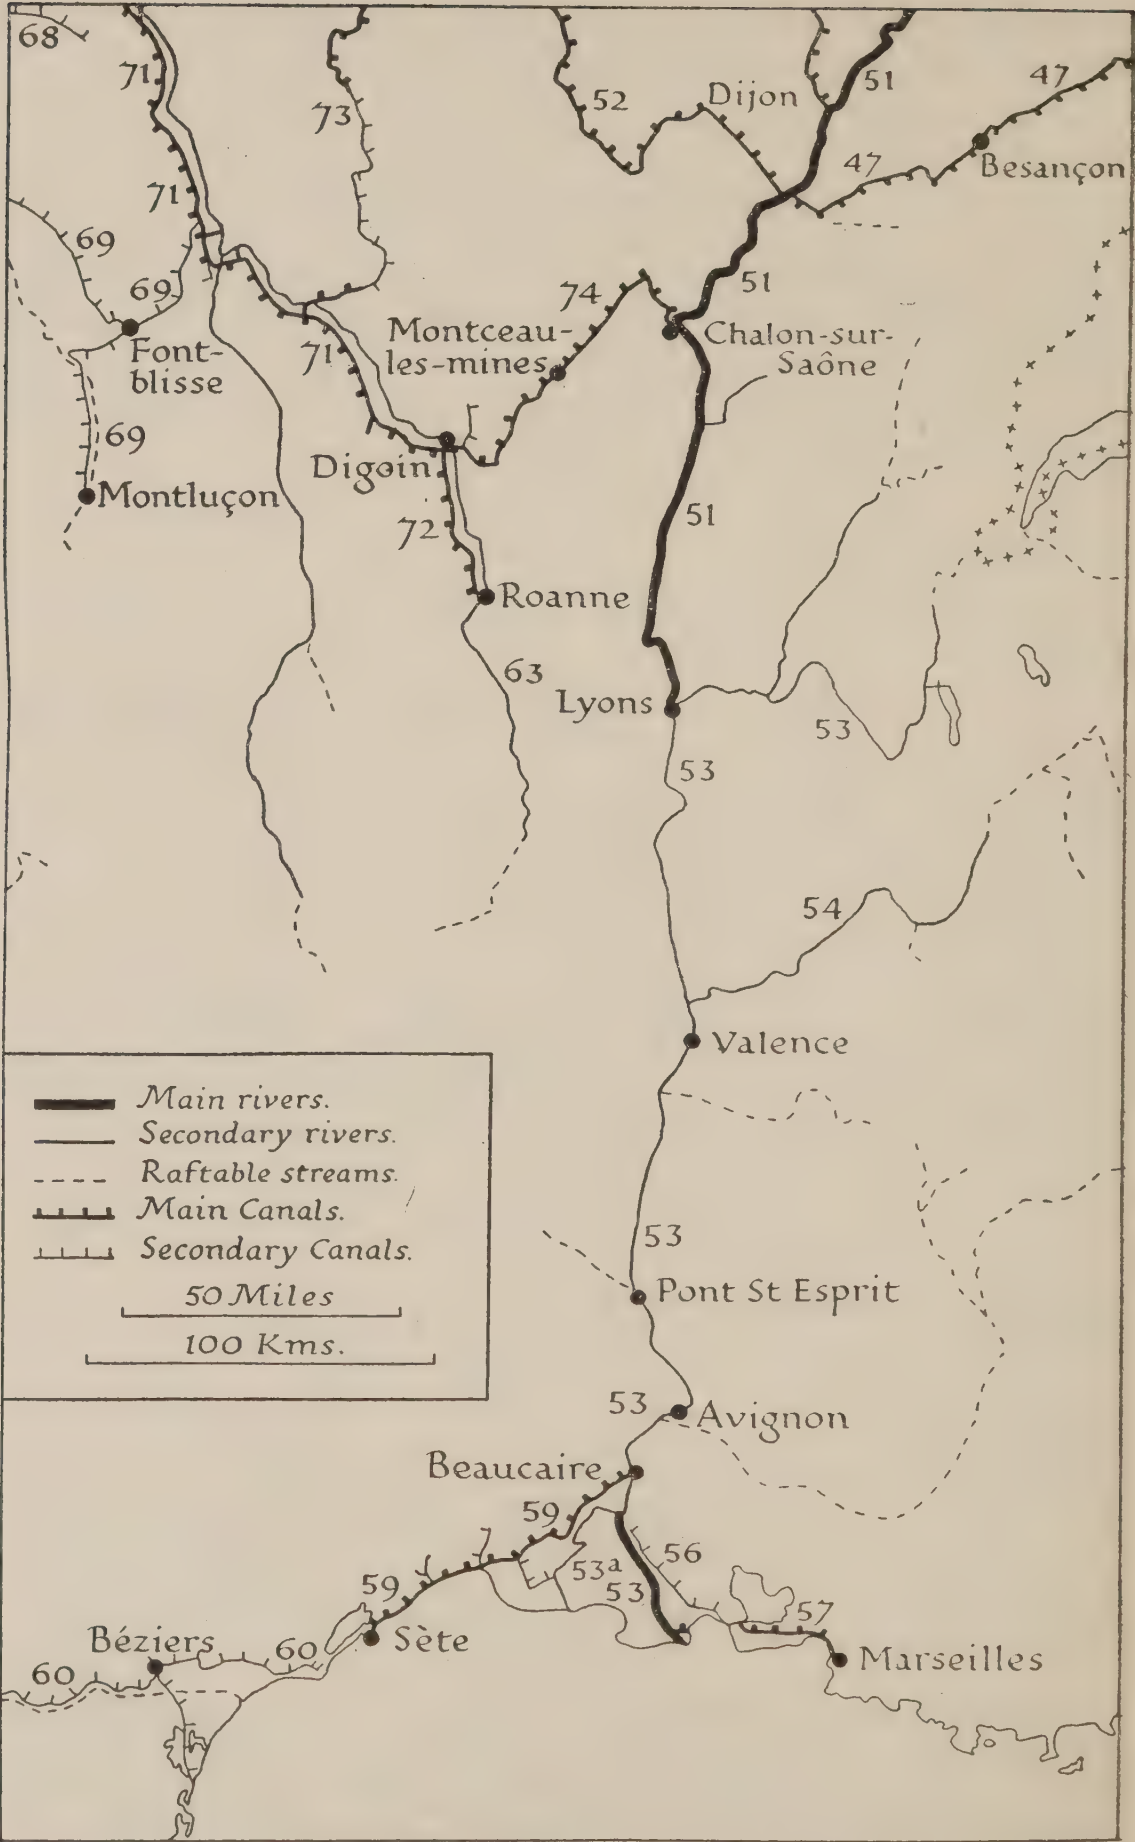 68
71
73
52
Dijon
51
47
47
Besançon
71
69
69
Font-
blisse
51
74
Montceau-
les-mines
Chalon-sur-
Saône
71
69
Digoin
Montluçon
72
51
Roanne
63
Lyons
53
53
54
Valence
Main rivers.
Secondary rivers.
Raftable streams.
Main Canals.
Secondary Canals.
50 Miles
100 Kms.
53
Pont St Esprit
53
Avignon
Beaucaire
59
53a
56
53
59
57
Béziers
60
Sète
60
Marseilles